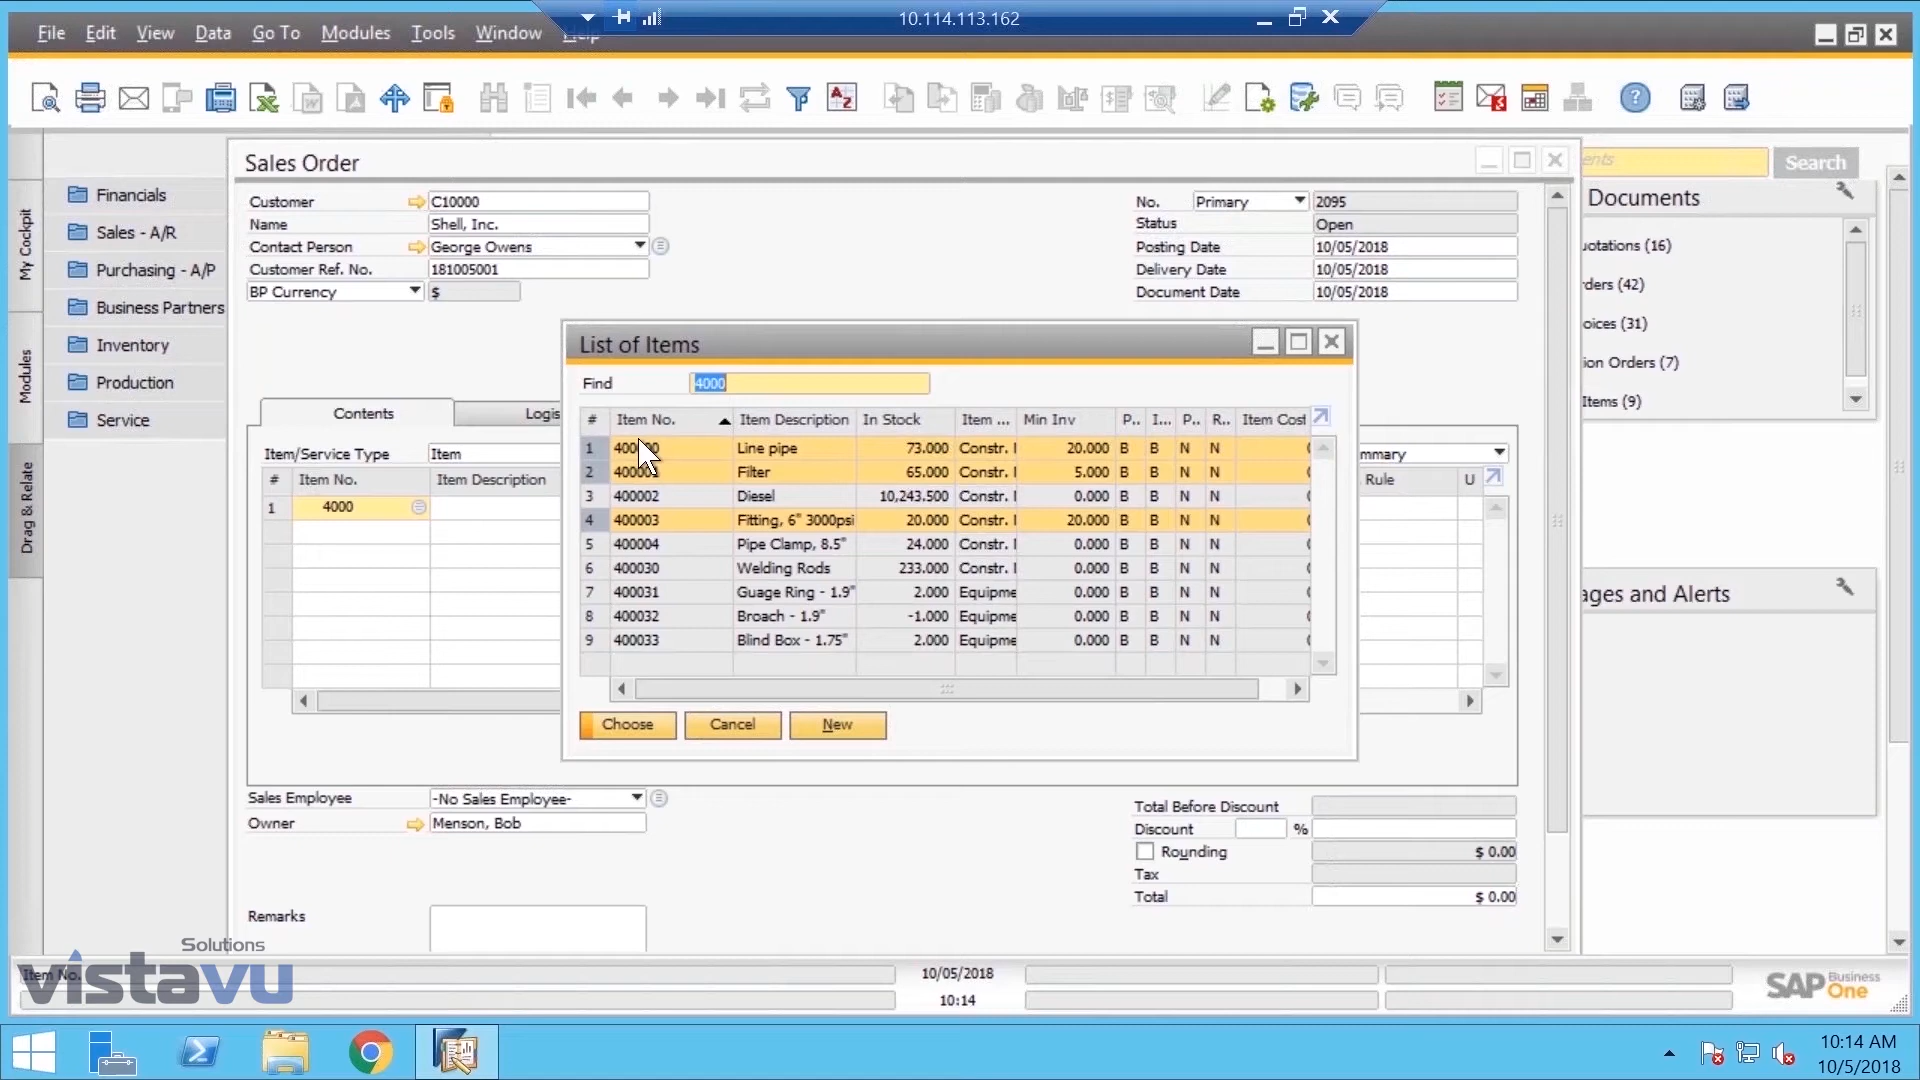 10.114.113.162
File Edit View Data Go To Modules Tools Window Help
My Cockpit
Modules
Drag & Relate
Financials
Sales - A/R
Purchasing - A/P
Business Partners
Inventory
Production
Service
Sales Order
Customer C10000
Name Shell, Inc.
Contact Person George Owens
Customer Ref. No. 181005001
BP Currency $
No. Primary 2095
Status Open
Posting Date 10/05/2018
Delivery Date 10/05/2018
Document Date 10/05/2018
Contents Logis
Item/Service Type Item
mmary
# Item No. Item Description
Rule U
1 4000
List of Items
Find 4000
# Item No. Item Description In Stock Item ... Min Inv P.. I... P.. R.. Item Cost
1 Line pipe 73.000 Constr. 20.000 B B N N
2 Filter 65.000 Constr. 5.000 B B N N
3 400002 Diesel 10,243.500 Constr. 0.000 B B N N
4 400003 Fitting, 6" 3000psi 20.000 Constr. 20.000 B B N N
5 400004 Pipe Clamp, 8.5" 24.000 Constr. 0.000 B B N N
6 400030 Welding Rods 233.000 Constr. 0.000 B B N N
7 400031 Guage Ring - 1.9" 2.000 Equipme 0.000 B B N N
8 400032 Broach - 1.9" -1.000 Equipme 0.000 B B N N
9 400033 Blind Box - 1.75" 2.000 Equipme 0.000 B B N N
Choose Cancel New
Sales Employee -No Sales Employee-
Owner Menson, Bob
Remarks
Total Before Discount
Discount %
Rounding $ 0.00
Tax
Total $ 0.00
ents Search
Documents
uotations (16)
rders (42)
oices (31)
ion Orders (7)
Items (9)
ages and Alerts
Solutions
vistavu
Item No.
10/05/2018
10:14
SAP Business One
10:14 AM
10/5/2018